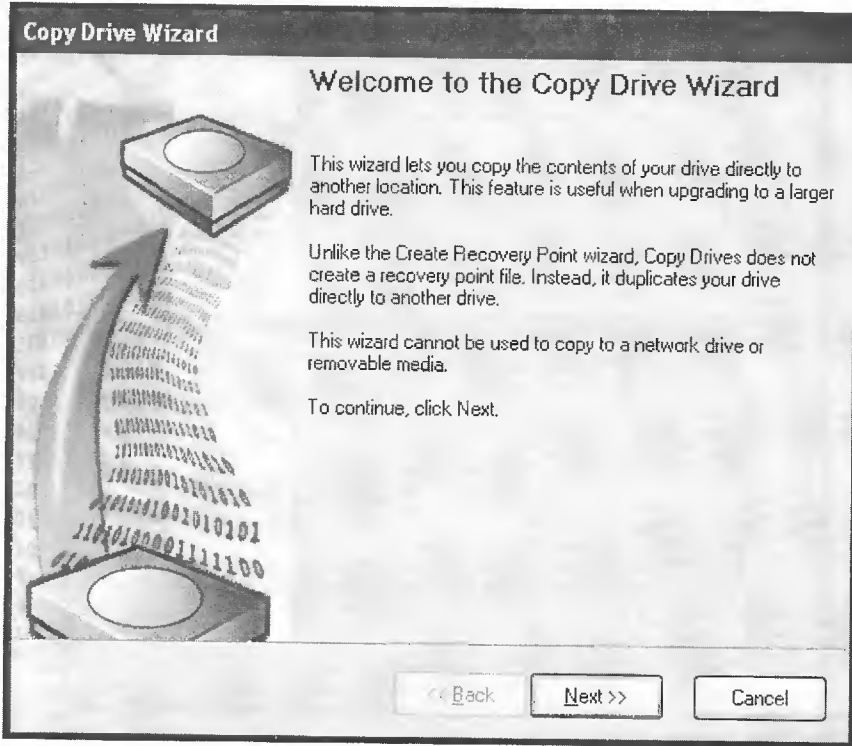 Copy Drive Wizard
Welcome to the Copy Drive Wizard
This wizard lets you copy the contents of your drive directly to
another location. This feature is useful when upgrading to a larger
hard drive.
Unlike the Create Recovery Point wizard, Copy Drives does not
create a recovery point file. Instead, it duplicates your drive
directly to another drive.
This wizard cannot be used to copy to a network drive or
removable media.
To continue, click Next.
11010100001111100
<< Back
Next >>
Cancel